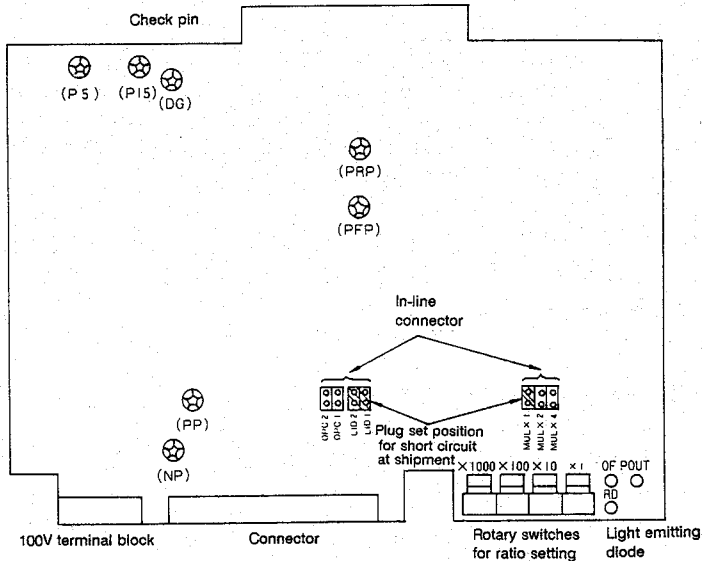 Check pin
(P5)
(P15)
(DG)
(PRP)
(PFP)
In-line
connector
OPC 2
OPC 1
LID 2
LID 1
MUL × 1
MUL × 2
MUL × 4
(PP)
Plug set position
for short circuit
at shipment
(NP)
×1000 ×100 ×10 ×1
OF POUT
RD
100V terminal block
Connector
Rotary switches
for ratio setting
Light emitting
diode